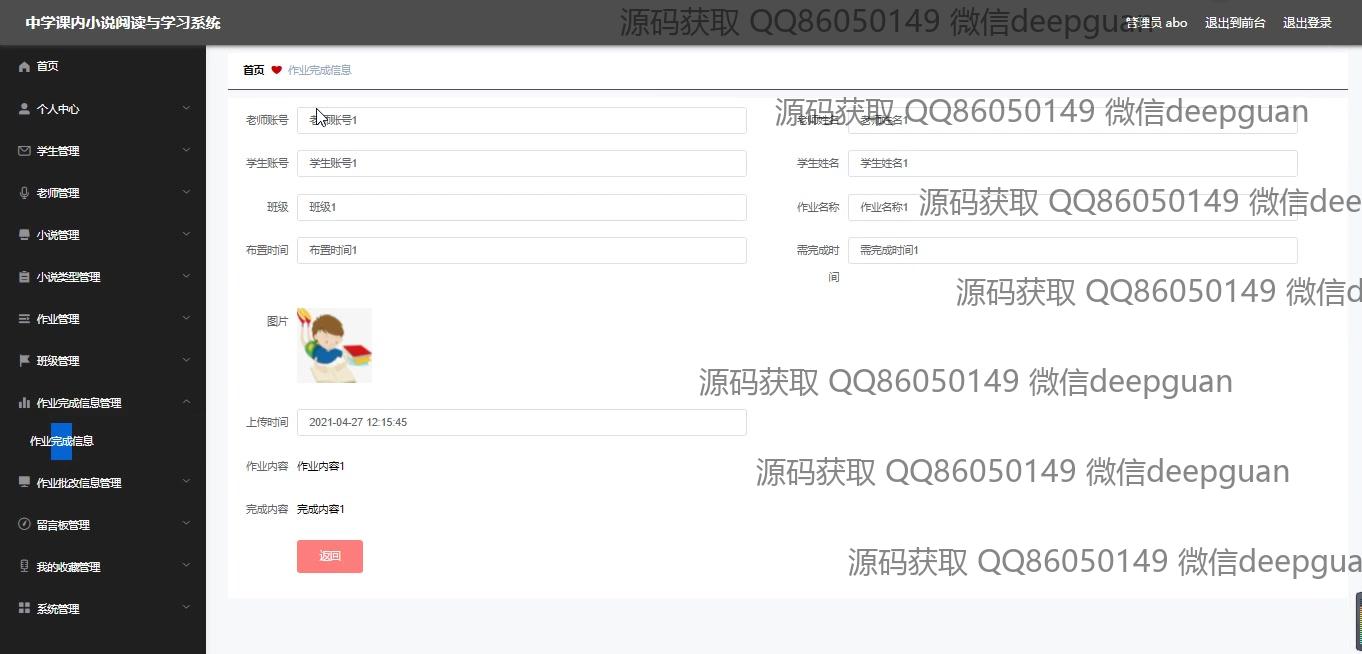 中学课内小说阅读与学习系统
源码获取 QQ86050149 微信deepguan
管理员 abo
退出到前台
退出登录
首页
个人中心
学生管理
老师管理
小说管理
小说类型管理
作业管理
班级管理
作业完成信息管理
作业完成信息
作业批改信息管理
留言板管理
我的收藏管理
系统管理
首页 作业完成信息
老师账号 老师账号1
老师姓名 老师姓名1
源码获取 QQ86050149 微信deepguan
学生账号 学生账号1
学生姓名 学生姓名1
班级 班级1
作业名称 作业名称1
源码获取 QQ86050149 微信dee
布置时间 布置时间1
需完成时间 需完成时间1
源码获取 QQ86050149 微信d
图片
源码获取 QQ86050149 微信deepguan
上传时间 2021-04-27 12:15:45
作业内容 作业内容1
源码获取 QQ86050149 微信deepguan
完成内容 完成内容1
返回
源码获取 QQ86050149 微信deepgua